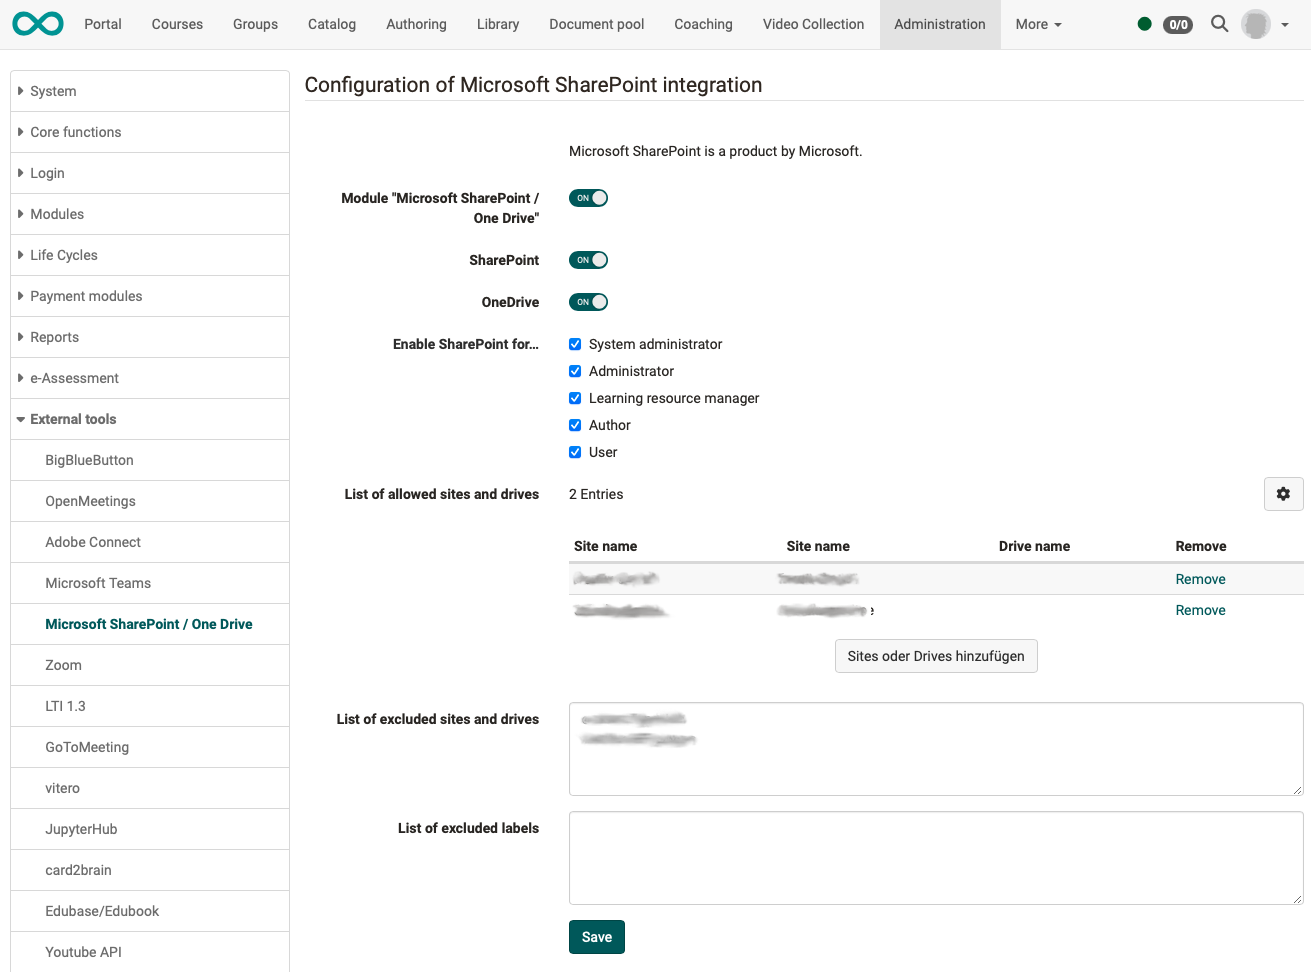 Portal Courses Groups Catalog Authoring Library Document pool Coaching Video Collection Administration More 0/0
System
Core functions
Login
Modules
Life Cycles
Payment modules
Reports
e-Assessment
External tools
BigBlueButton
OpenMeetings
Adobe Connect
Microsoft Teams
Microsoft SharePoint / One Drive
Zoom
LTI 1.3
GoToMeeting
vitero
JupyterHub
card2brain
Edubase/Edubook
Youtube API
Configuration of Microsoft SharePoint integration
Microsoft SharePoint is a product by Microsoft.
Module "Microsoft SharePoint / ON
One Drive"
SharePoint ON
OneDrive ON
Enable SharePoint for... System administrator
Administrator
Learning resource manager
Author
User
List of allowed sites and drives 2 Entries
Site name Site name Drive name Remove
Remove
Remove
Sites oder Drives hinzufügen
List of excluded sites and drives
List of excluded labels
Save